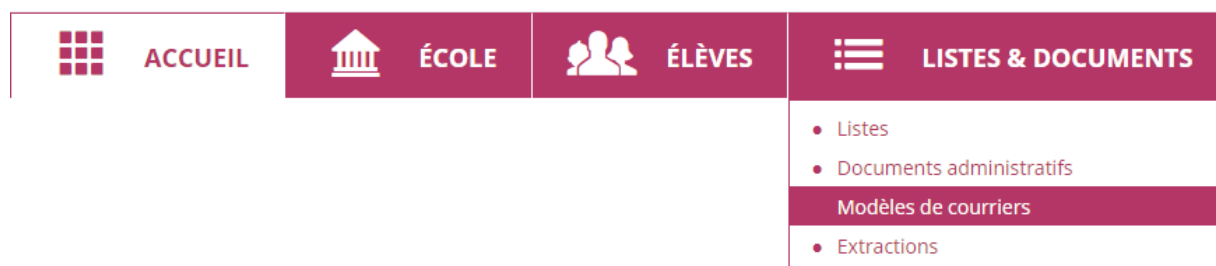 ACCUEIL ÉCOLE ÉLÈVES LISTES & DOCUMENTS
• Listes
• Documents administratifs
Modèles de courriers
• Extractions